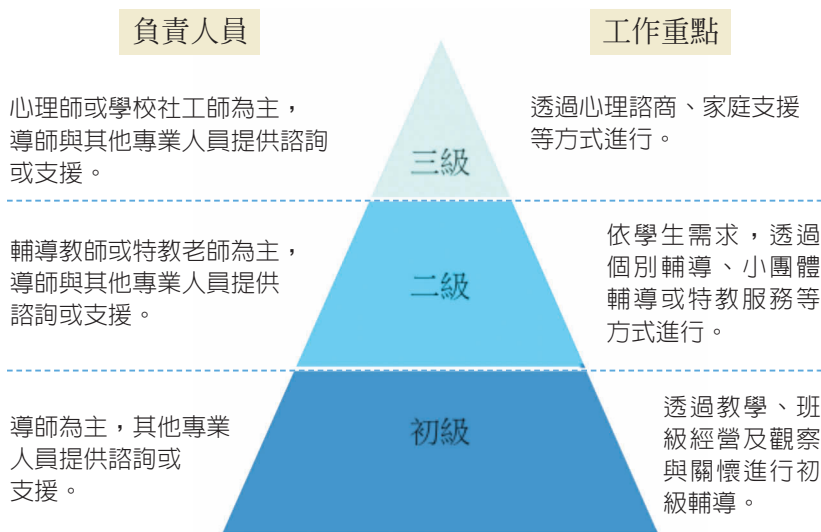 負責人員
工作重點
心理師或學校社工師為主，
導師與其他專業人員提供諮詢
或支援。
三級
透過心理諮商、家庭支援
等方式進行。
輔導教師或特教老師為主，
導師與其他專業人員提供
諮詢或支援。
二級
依學生需求，透過
個別輔導、小團體
輔導或特教服務等
方式進行。
導師為主，其他專業
人員提供諮詢或
支援。
初級
透過教學、班
級經營及觀察
與關懷進行初
級輔導。